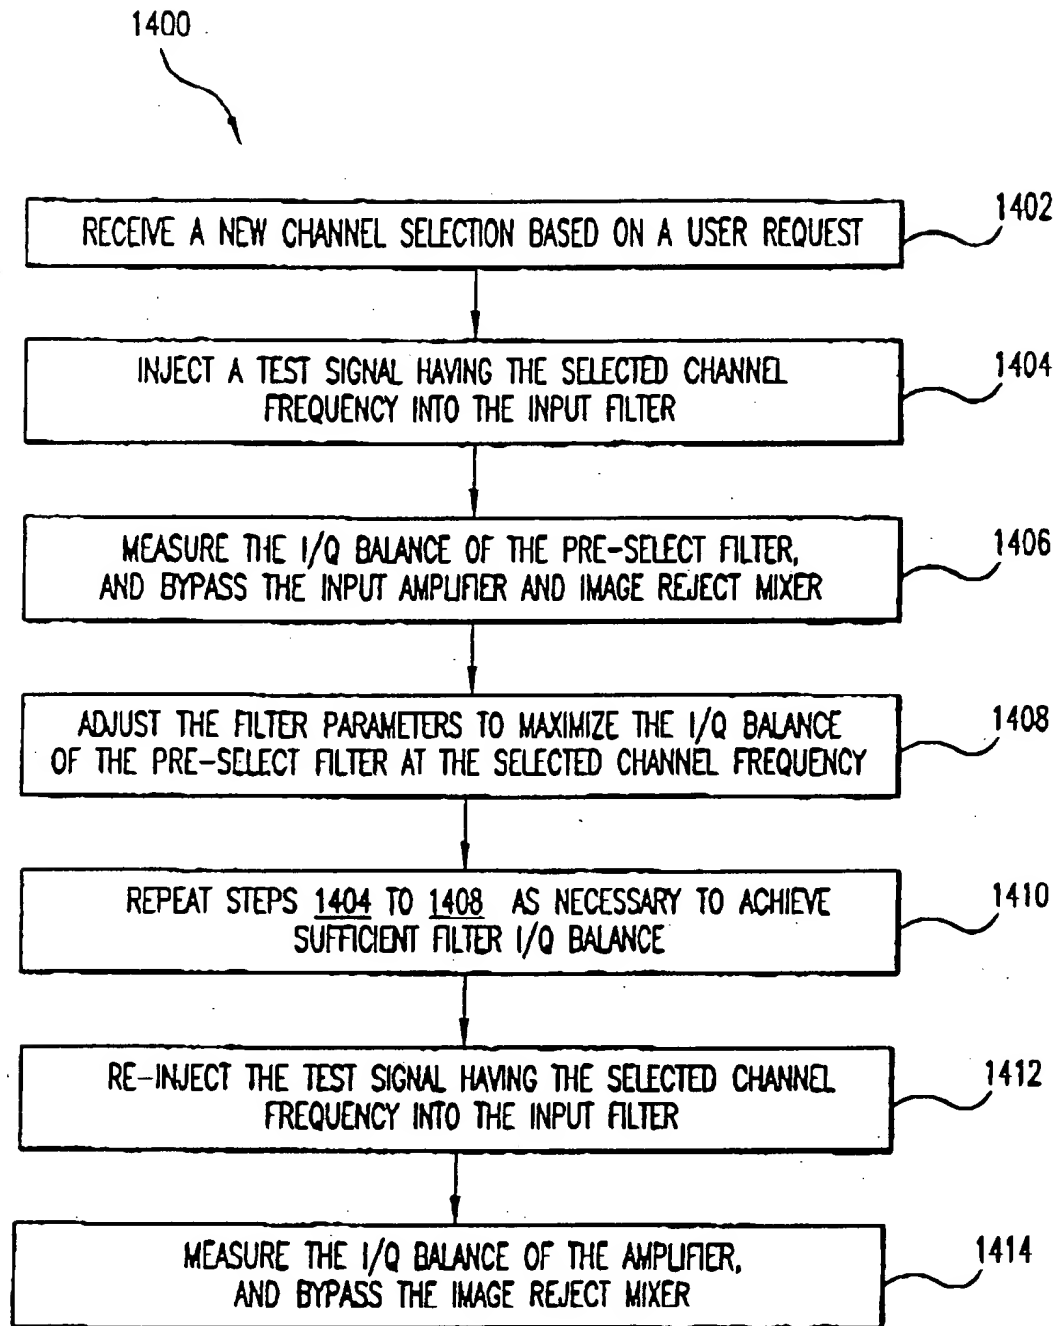 1400
RECEIVE A NEW CHANNEL SELECTION BASED ON A USER REQUEST
1402
INJECT A TEST SIGNAL HAVING THE SELECTED CHANNEL
FREQUENCY INTO THE INPUT FILTER
1404
MEASURE THE I/Q BALANCE OF THE PRE-SELECT FILTER,
AND BYPASS THE INPUT AMPLIFIER AND IMAGE REJECT MIXER
1406
ADJUST THE FILTER PARAMETERS TO MAXIMIZE THE I/Q BALANCE
OF THE PRE-SELECT FILTER AT THE SELECTED CHANNEL FREQUENCY
1408
REPEAT STEPS 1404 TO 1408 AS NECESSARY TO ACHIEVE
SUFFICIENT FILTER I/Q BALANCE
1410
RE-INJECT THE TEST SIGNAL HAVING THE SELECTED CHANNEL
FREQUENCY INTO THE INPUT FILTER
1412
MEASURE THE I/Q BALANCE OF THE AMPLIFIER,
AND BYPASS THE IMAGE REJECT MIXER
1414